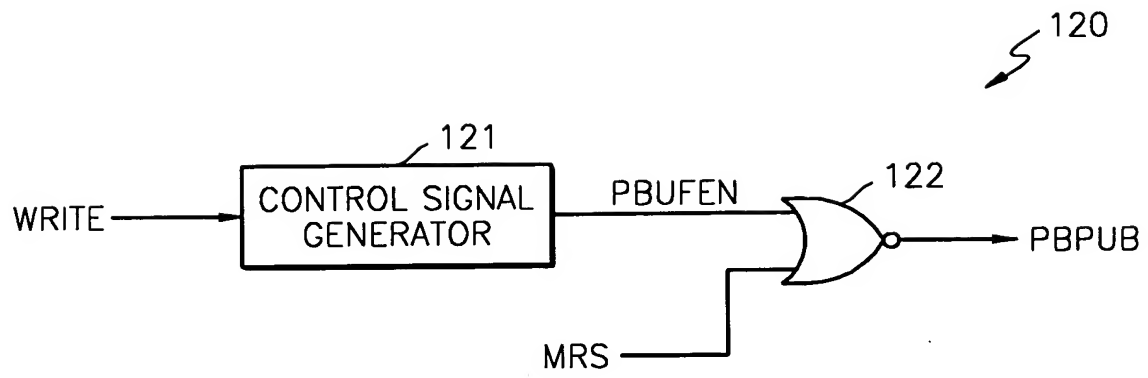 120
121
CONTROL SIGNAL
GENERATOR
WRITE
PBUFEN
122
PBPUB
MRS